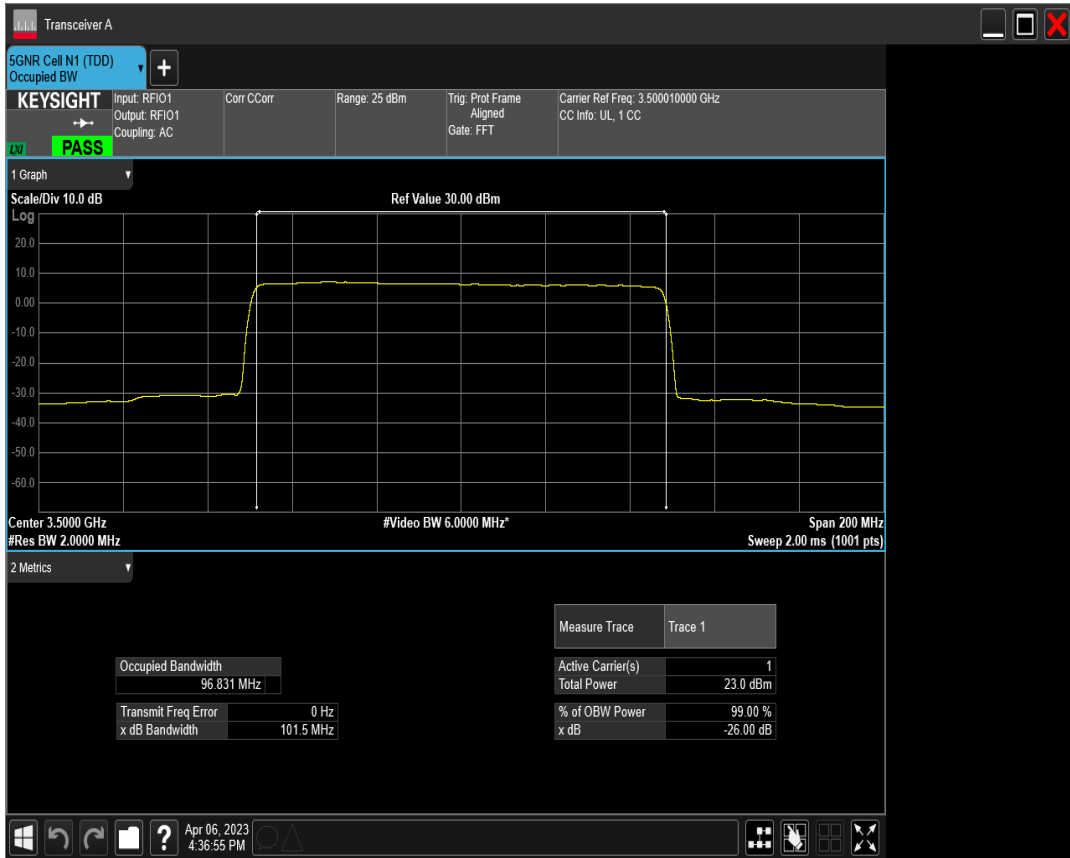 Transceiver A
5GNR Cell N1 (TDD)
Occupied BW
+
KEYSIGHT
LXI
PASS
Input: RFIO1
Output: RFIO1
Coupling: AC
Corr CCorr
Range: 25 dBm
Trig: Prot Frame
Aligned
Gate: FFT
Carrier Ref Freq: 3.500010000 GHz
CC Info: UL, 1 CC
1 Graph
Scale/Div 10.0 dB
Ref Value 30.00 dBm
Log
20.0
10.0
0.00
-10.0
-20.0
-30.0
-40.0
-50.0
-60.0
Center 3.5000 GHz
#Video BW 6.0000 MHz*
Span 200 MHz
#Res BW 2.0000 MHz
Sweep 2.00 ms (1001 pts)
2 Metrics
Measure Trace Trace 1
Occupied Bandwidth
96.831 MHz
Active Carrier(s) 1
Total Power 23.0 dBm
Transmit Freq Error 0 Hz
x dB Bandwidth 101.5 MHz
% of OBW Power 99.00 %
x dB -26.00 dB
?
Apr 06, 2023
4:36:55 PM